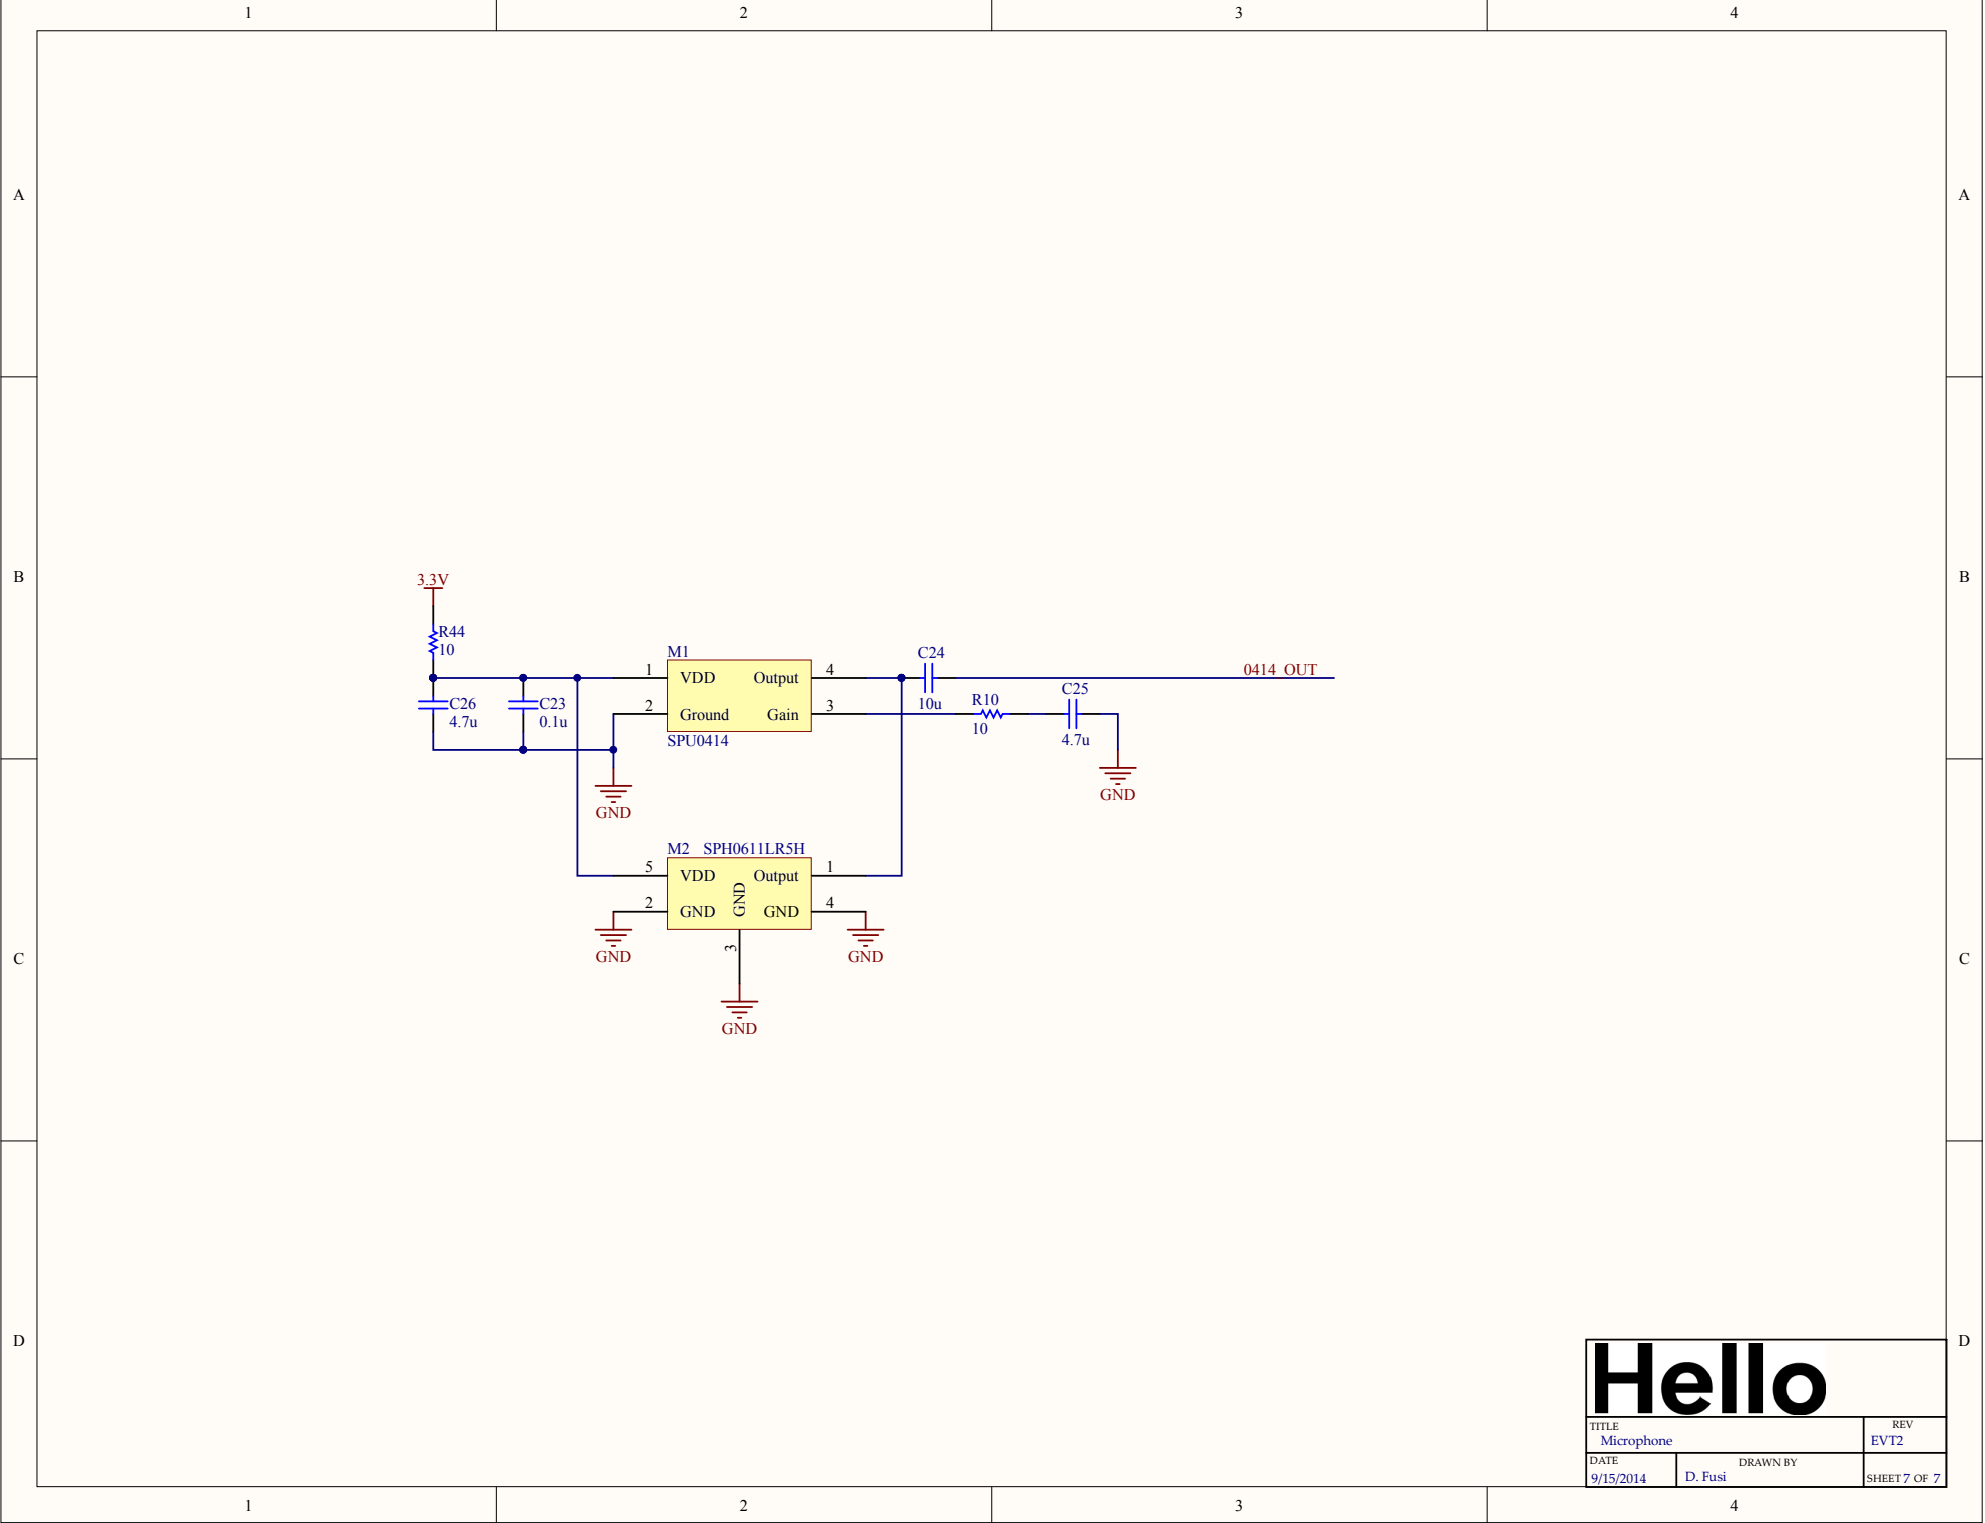 1 2 3 4
A A
3.3V
B B
R44
10
M1
C24
1 VDD Output 4
0414_OUT
C26
4.7u
C23
0.1u
2 Ground Gain 3
10u
R10
10
C25
4.7u
SPU0414
GND
GND
M2 SPH0611LR5H
5 VDD Output 1
2 GND GND GND 4
GND
3
GND
GND
C C
D D
Hello
TITLE
Microphone
REV
EVT2
DATE
9/15/2014
DRAWN BY
D. Fusi
SHEET 7 OF 7
1 2 3 4